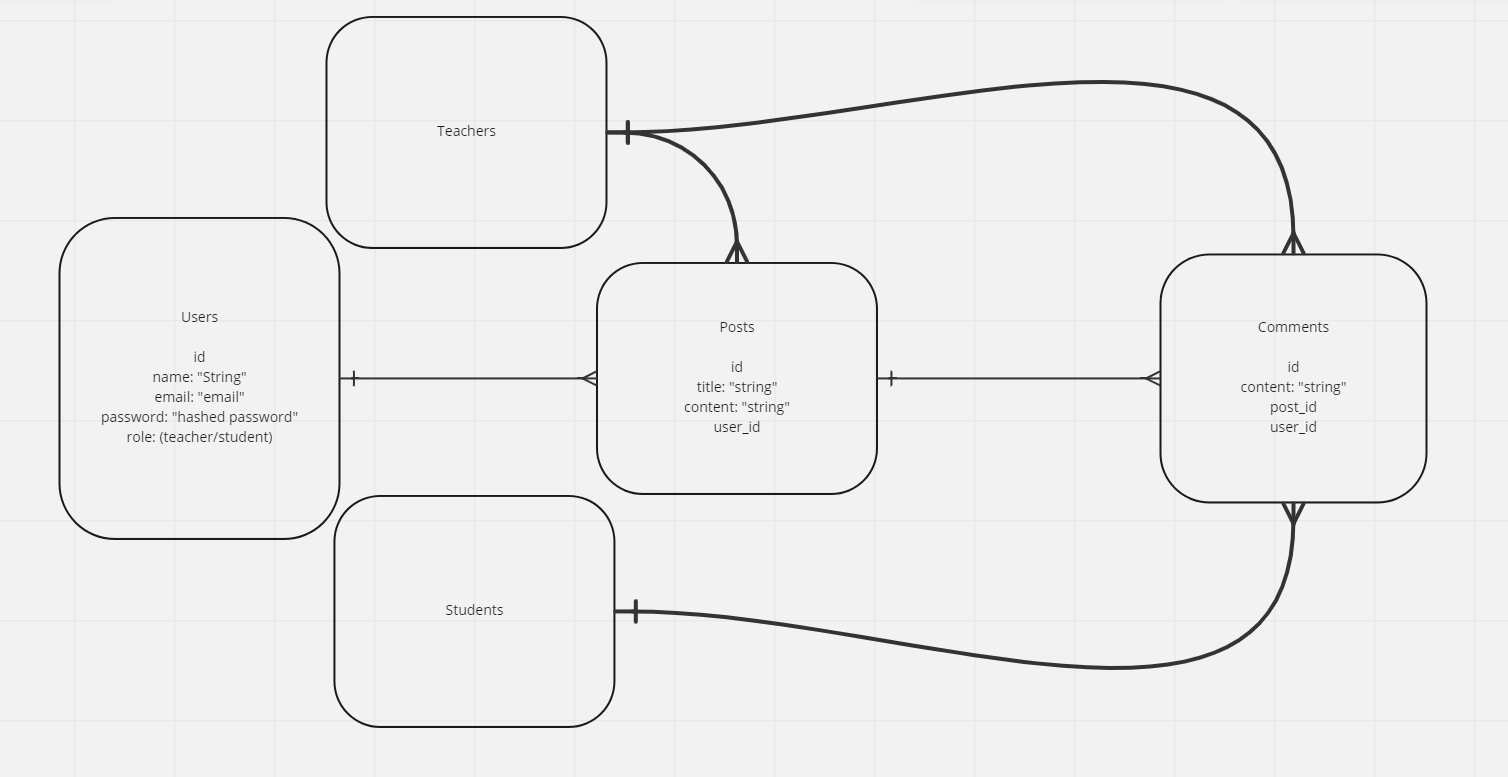 Teachers
Users
id
name: "String"
email: "email"
password: "hashed password"
role: (teacher/student)
Posts
id
title: "string"
content: "string"
user_id
Comments
id
content: "string"
post_id
user_id
Students